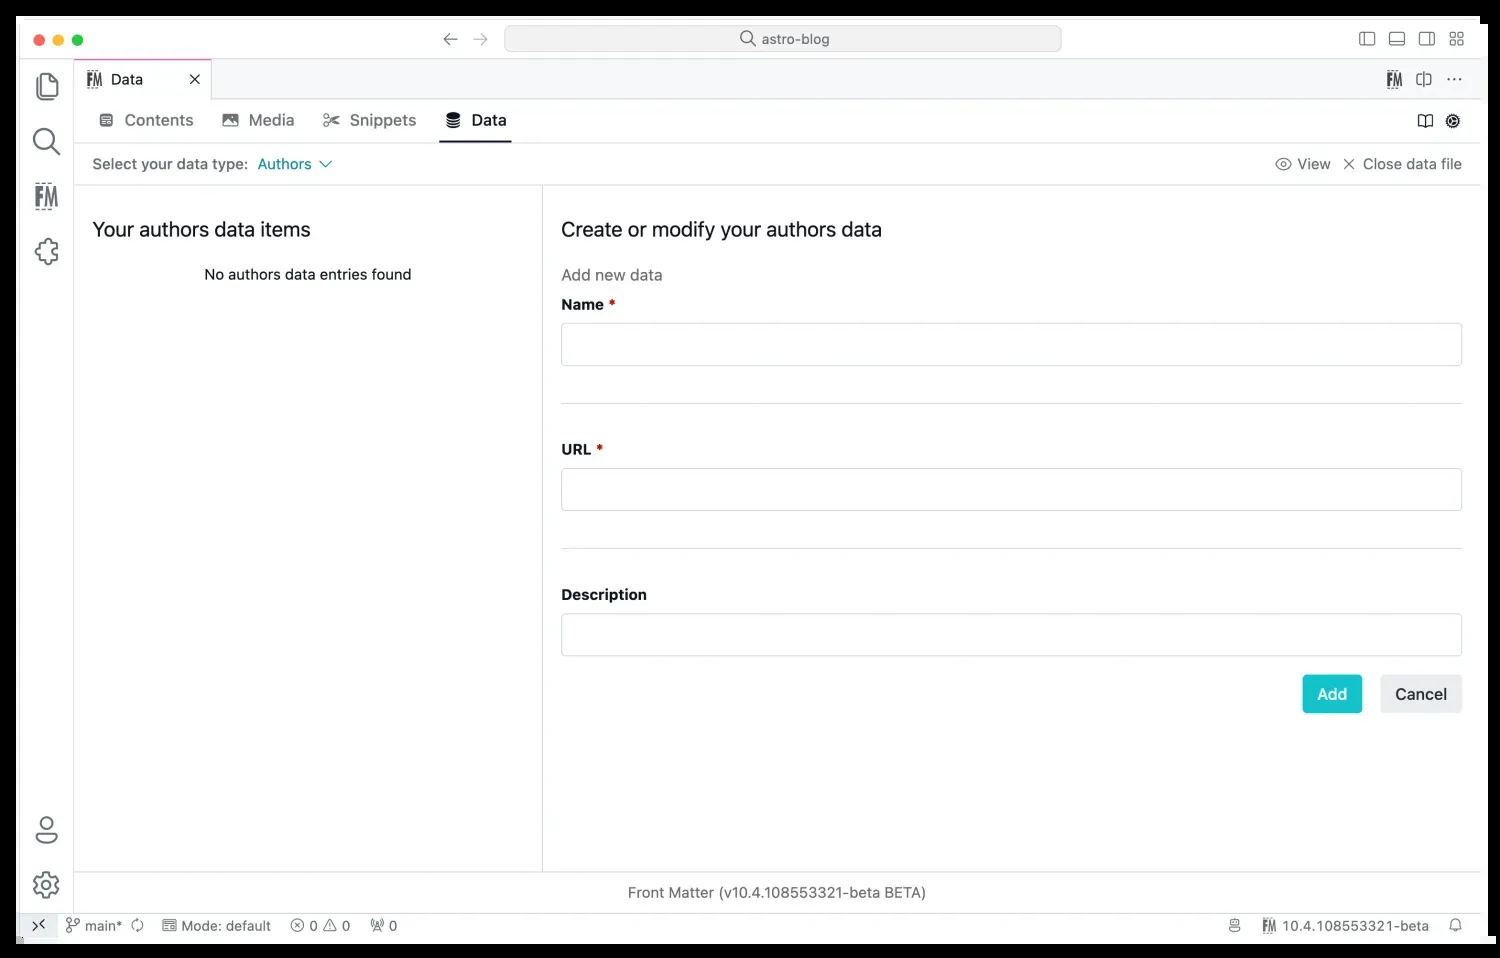 astro-blog
FM Data
Contents Media Snippets Data
Select your data type: Authors
View Close data file
FM
Your authors data items
No authors data entries found
Create or modify your authors data
Add new data
Name *
URL *
Description
Add Cancel
Front Matter (v10.4.108553321-beta BETA)
main* Mode: default 0 0 0
FM 10.4.108553321-beta